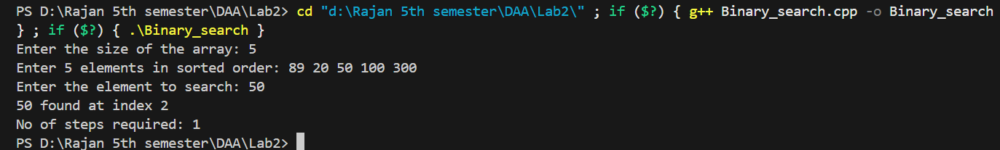 PS D:\Rajan 5th semester\DAA\Lab2> cd "d:\Rajan 5th semester\DAA\Lab2\" ; if ($?) { g++ Binary_search.cpp -o Binary_search
} ; if ($?) { .\Binary_search }
Enter the size of the array: 5
Enter 5 elements in sorted order: 89 20 50 100 300
Enter the element to search: 50
50 found at index 2
No of steps required: 1
PS D:\Rajan 5th semester\DAA\Lab2>